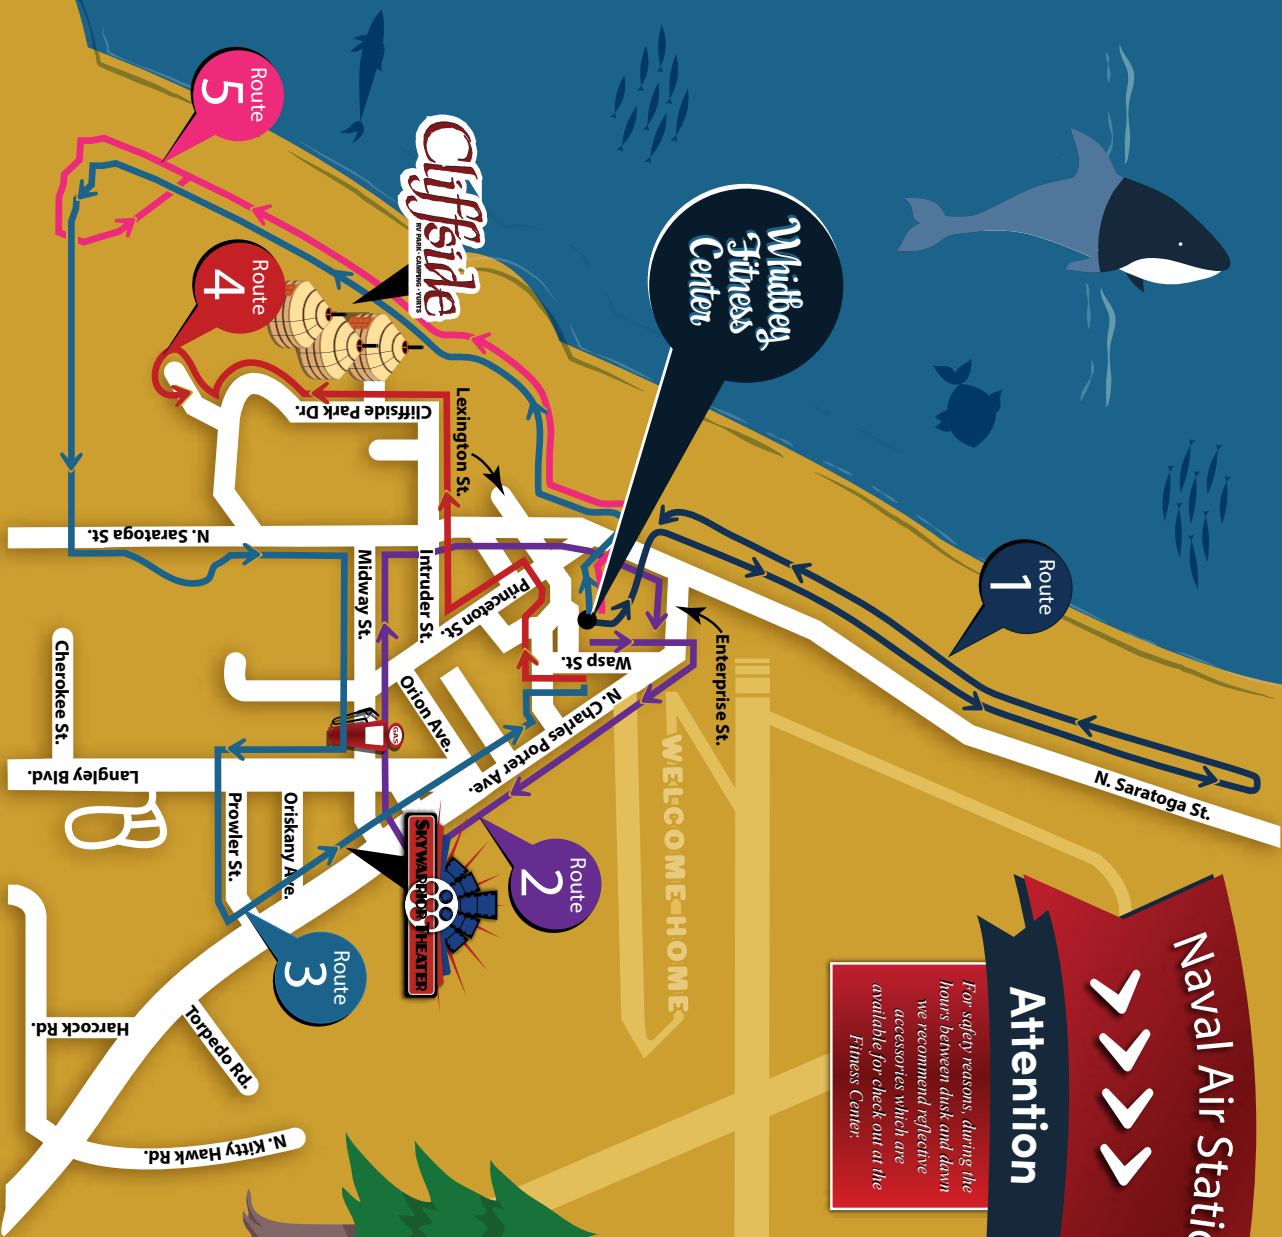 Naval Air Stati
Attention
For safety reasons, during the
hours between dusk and dawn
we recommend reflective
accessories which are
available for check out at the
Fitness Center.
Whidbey
Fitness
Center
Cliffside
RV PARK • CAMPING • YURTS
Route
1
Route
2
Route
3
Route
4
Route
5
N. Saratoga St.
Enterprise St.
WELCOME HOME
Wasp St.
N. Charles Porter Ave.
Lexington St.
Cliffside Park Dr.
Princeton St.
Intruder St.
Orion Ave.
Midway St.
N. Saratoga St.
GAS
SKYWARRIOR THEATER
Oriskany Ave.
Prowler St.
Cherokee St.
Langley Blvd.
Torpedo Rd.
Harcock Rd.
N. Kitty Hawk Rd.